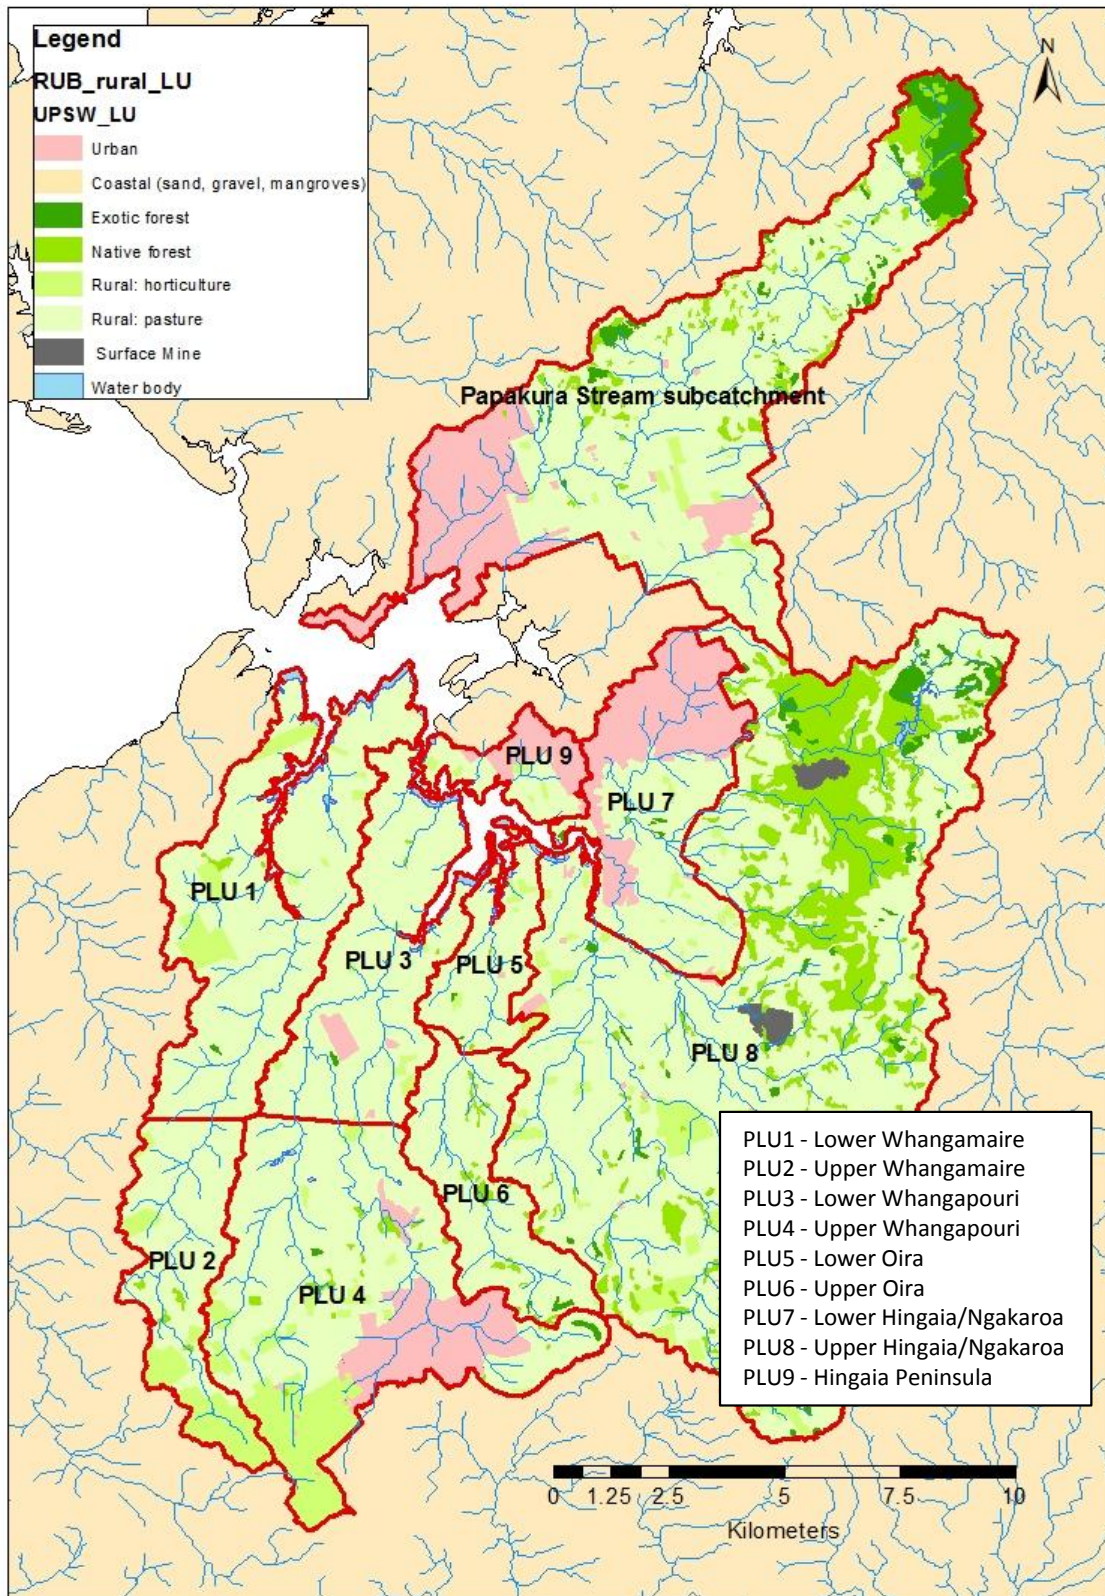 Legend
RUB_rural_LU
UPSW_LU
Urban
Coastal (sand, gravel, mangroves)
Exotic forest
Native forest
Rural: horticulture
Rural: pasture
Surface Mine
Water body
N
Papakura Stream subcatchment
PLU 9
PLU 7
PLU 1
PLU 3
PLU 5
PLU 8
PLU 6
PLU 2
PLU 4
PLU1 - Lower Whangamaire
PLU2 - Upper Whangamaire
PLU3 - Lower Whangapouri
PLU4 - Upper Whangapouri
PLU5 - Lower Oira
PLU6 - Upper Oira
PLU7 - Lower Hingaia/Ngakaroa
PLU8 - Upper Hingaia/Ngakaroa
PLU9 - Hingaia Peninsula
0 1.25 2.5 5 7.5 10
Kilometers